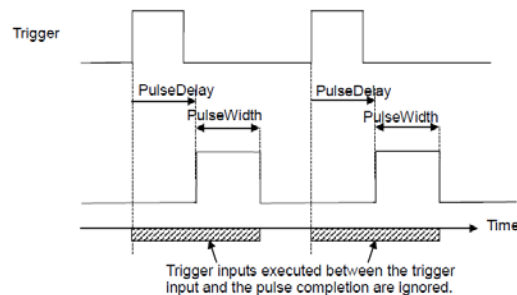 Trigger
PulseDelay
PulseDelay
PulseWidth
PulseWidth
Time
Trigger inputs executed between the trigger
input and the pulse completion are ignored.